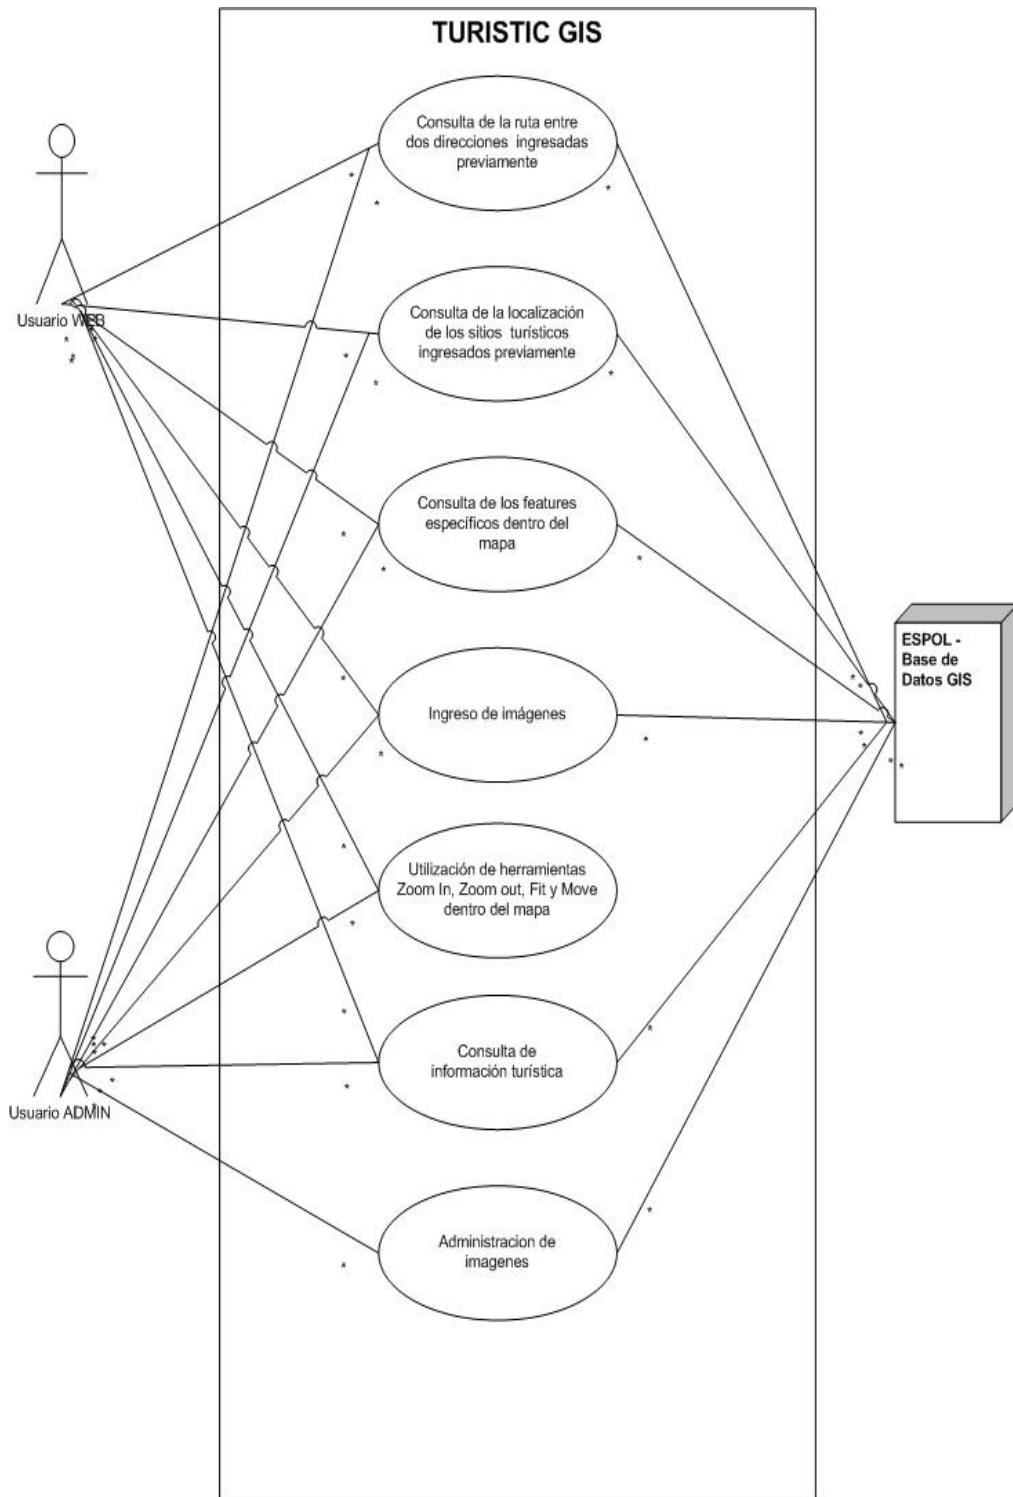 TURISTIC GIS
Consulta de la ruta entre
dos direcciones ingresadas
previamente
Usuario WEB
Consulta de la localización
de los sitios turísticos
ingresados previamente
Consulta de los features
específicos dentro del
mapa
ESPOL -
Base de
Datos GIS
Ingreso de imágenes
Utilización de herramientas
Zoom In, Zoom out, Fit y Move
dentro del mapa
Consulta de
información turística
Usuario ADMIN
Administracion de
imagenes